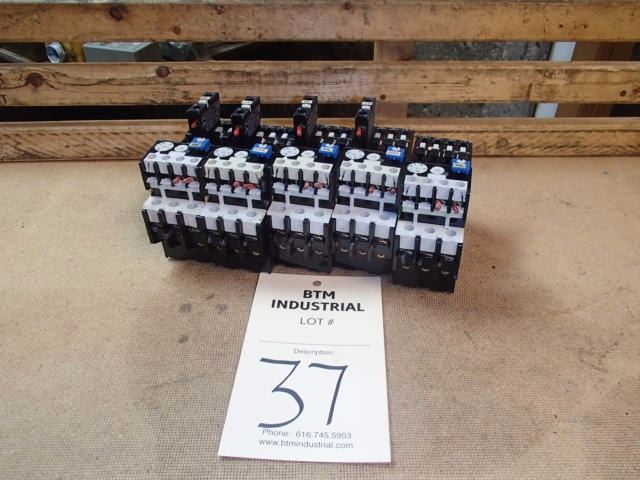 BTM
INDUSTRIAL
LOT #
Description:
37
Phone: 616.745.5953
www.btmindustrial.com